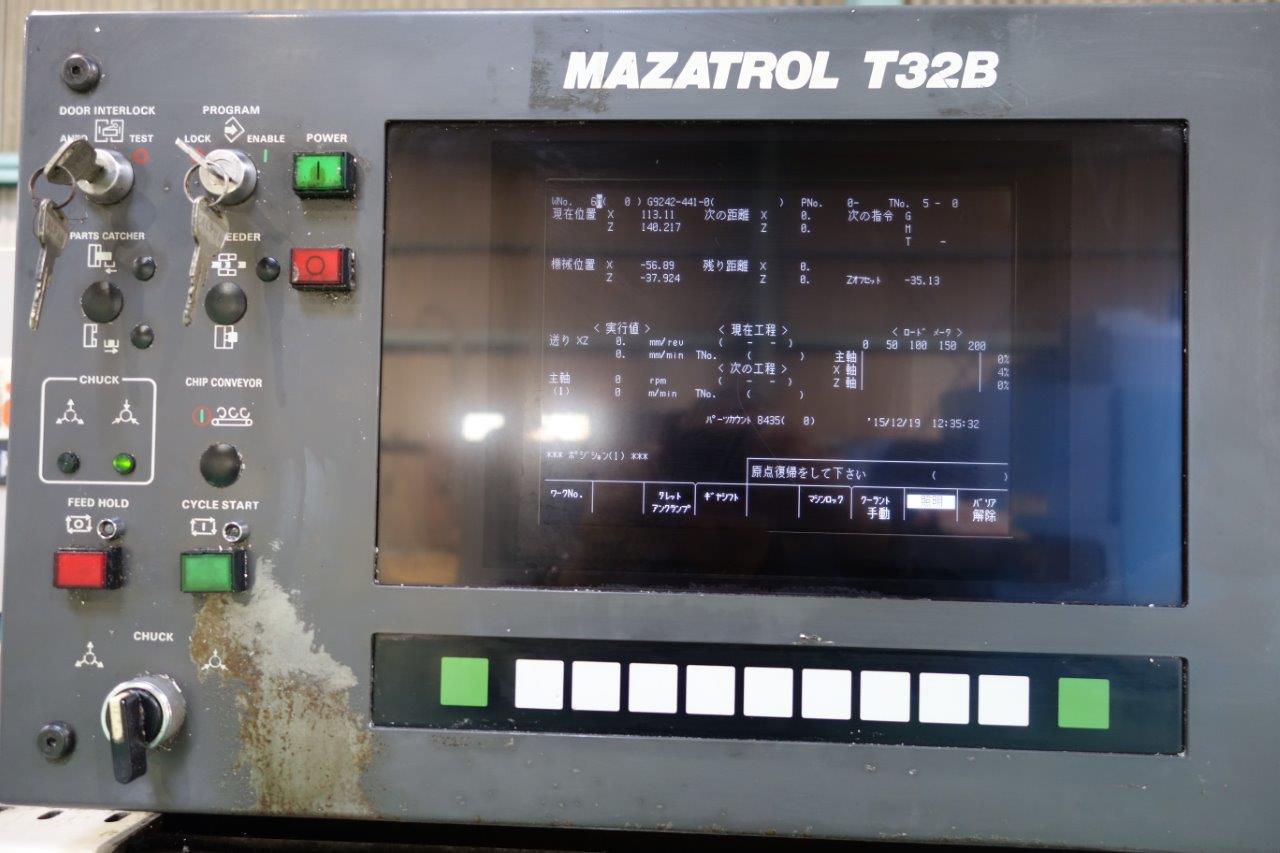 MAZATROL T32B
DOOR INTERLOCK
AUTO TEST
PROGRAM
LOCK ENABLE
POWER
PARTS CATCHER
CHUCK
CHIP CONVEYOR
FEED HOLD
CYCLE START
CHUCK
WNo. ( 0 ) G9242-441-0( ) PNo. 0- TNo. 5 - 0
現在位置 X 113.11 次の距離 X 0. 次の指令 G
Z 140.217 Z 0. M
T -
機械位置 X -56.89 残り距離 X 0.
Z -37.924 Z 0. Zオフセット -35.13
< 実行値 > < 現在工程 > < ロード メータ >
送り XZ 0. mm/rev ( - - ) 0 50 100 150 200
0. mm/min TNo. ( ) 主軸 0%
< 次の工程 > X 軸 4%
主軸 0 rpm ( - - ) Z 軸 0%
(1) 0 m/min TNo. ( )
パーツカウント 8435( 0) '15/12/19 12:35:32
*** ポジション(1) ***
原点復帰をして下さい ( )
ワークNo. タレット ギヤシフト マシンロック クーラント 照明 バリア
アンクランプ 手動 解除